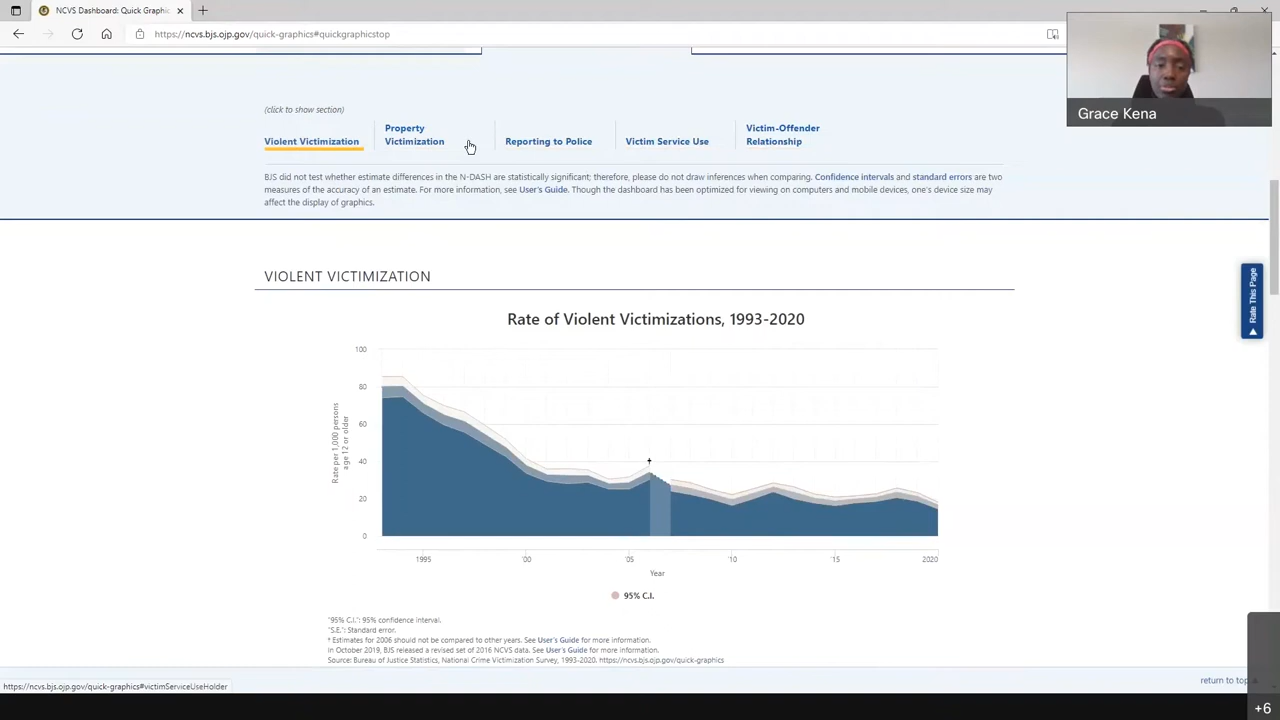 NCVS Dashboard: Quick Graphic
https://ncvs.bjs.ojp.gov/quick-graphics#quickgraphicstop
Grace Kena
(click to show section)
Violent Victimization
Property
Victimization
Reporting to Police
Victim Service Use
Victim-Offender
Relationship
BJS did not test whether estimate differences in the N-DASH are statistically significant; therefore, please do not draw inferences when comparing. Confidence intervals and standard errors are two
measures of the accuracy of an estimate. For more information, see User's Guide. Though the dashboard has been optimized for viewing on computers and mobile devices, one's device size may
affect the display of graphics.
VIOLENT VICTIMIZATION
Rate This Page
Rate of Violent Victimizations, 1993-2020
Rate per 1,000 persons
age 12 or older
100
80
60
40
20
0
1995
'00
'05
'10
'15
2020
Year
95% C.I.
"95% C.I.": 95% confidence interval.
"S.E.": Standard error.
* Estimates for 2006 should not be compared to other years. See User's Guide for more information.
In October 2019, BJS released a revised set of 2016 NCVS data. See User's Guide for more information.
Source: Bureau of Justice Statistics, National Crime Victimization Survey, 1993-2020. https://ncvs.bjs.ojp.gov/quick-graphics
return to top
https://ncvs.bjs.ojp.gov/quick-graphics#victimServiceUseHolder
+6